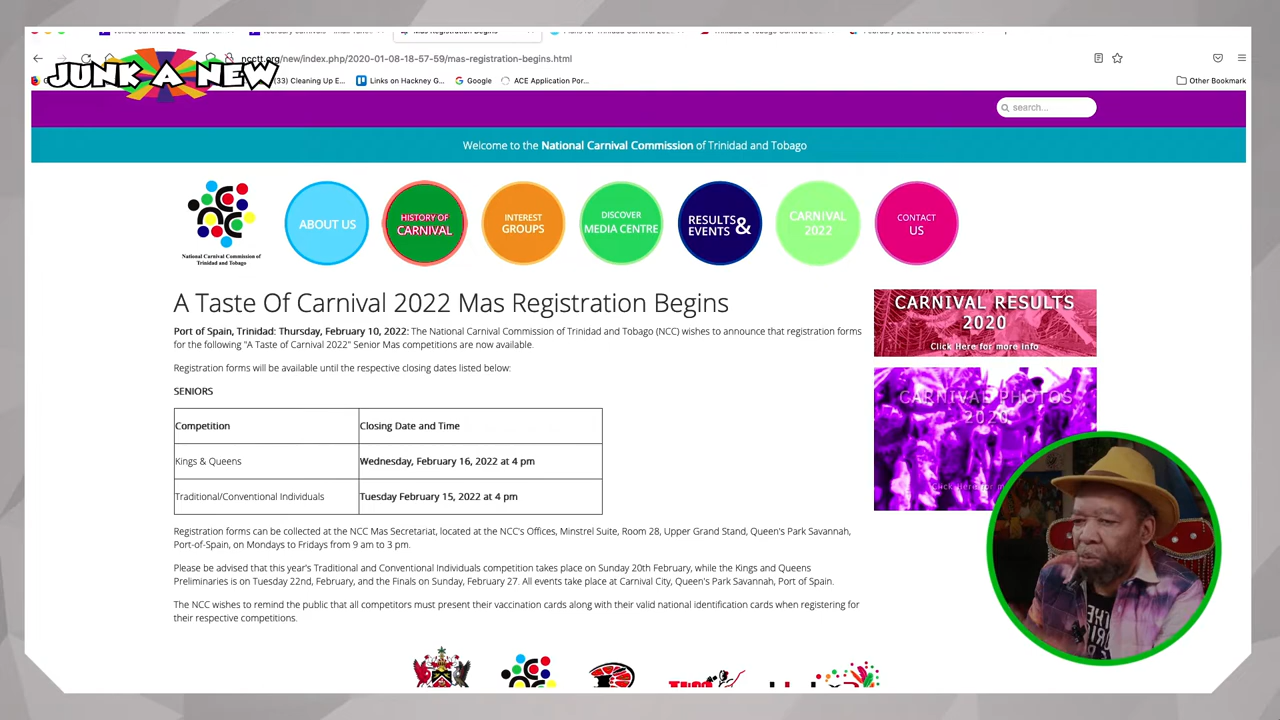 Mas Registration Begins
JUNK A NEW
ncctt.org/new/index.php/2020-01-08-18-57-59/mas-registration-begins.html
(33) Cleaning Up E...
Links on Hackney G...
Google
ACE Application Por...
Other Bookmark
search...
Welcome to the National Carnival Commission of Trinidad and Tobago
National Carnival Commission of
Trinidad and Tobago
ABOUT US
HISTORY OF
CARNIVAL
INTEREST
GROUPS
DISCOVER
MEDIA CENTRE
RESULTS &
EVENTS
CARNIVAL
2022
CONTACT
US
A Taste Of Carnival 2022 Mas Registration Begins
Port of Spain, Trinidad: Thursday, February 10, 2022: The National Carnival Commission of Trinidad and Tobago (NCC) wishes to announce that registration forms
for the following "A Taste of Carnival 2022" Senior Mas competitions are now available.
Registration forms will be available until the respective closing dates listed below:
SENIORS
Competition
Closing Date and Time
Kings & Queens
Wednesday, February 16, 2022 at 4 pm
Traditional/Conventional Individuals
Tuesday February 15, 2022 at 4 pm
Registration forms can be collected at the NCC Mas Secretariat, located at the NCC's Offices, Minstrel Suite, Room 28, Upper Grand Stand, Queen's Park Savannah,
Port-of-Spain, on Mondays to Fridays from 9 am to 3 pm.
Please be advised that this year's Traditional and Conventional Individuals competition takes place on Sunday 20th February, while the Kings and Queens
Preliminaries is on Tuesday 22nd, February, and the Finals on Sunday, February 27. All events take place at Carnival City, Queen's Park Savannah, Port of Spain.
The NCC wishes to remind the public that all competitors must present their vaccination cards along with their valid national identification cards when registering for
their respective competitions.
CARNIVAL RESULTS
2020
Click Here for more info
CARNIVAL PHOTOS
2020
Click Here for m